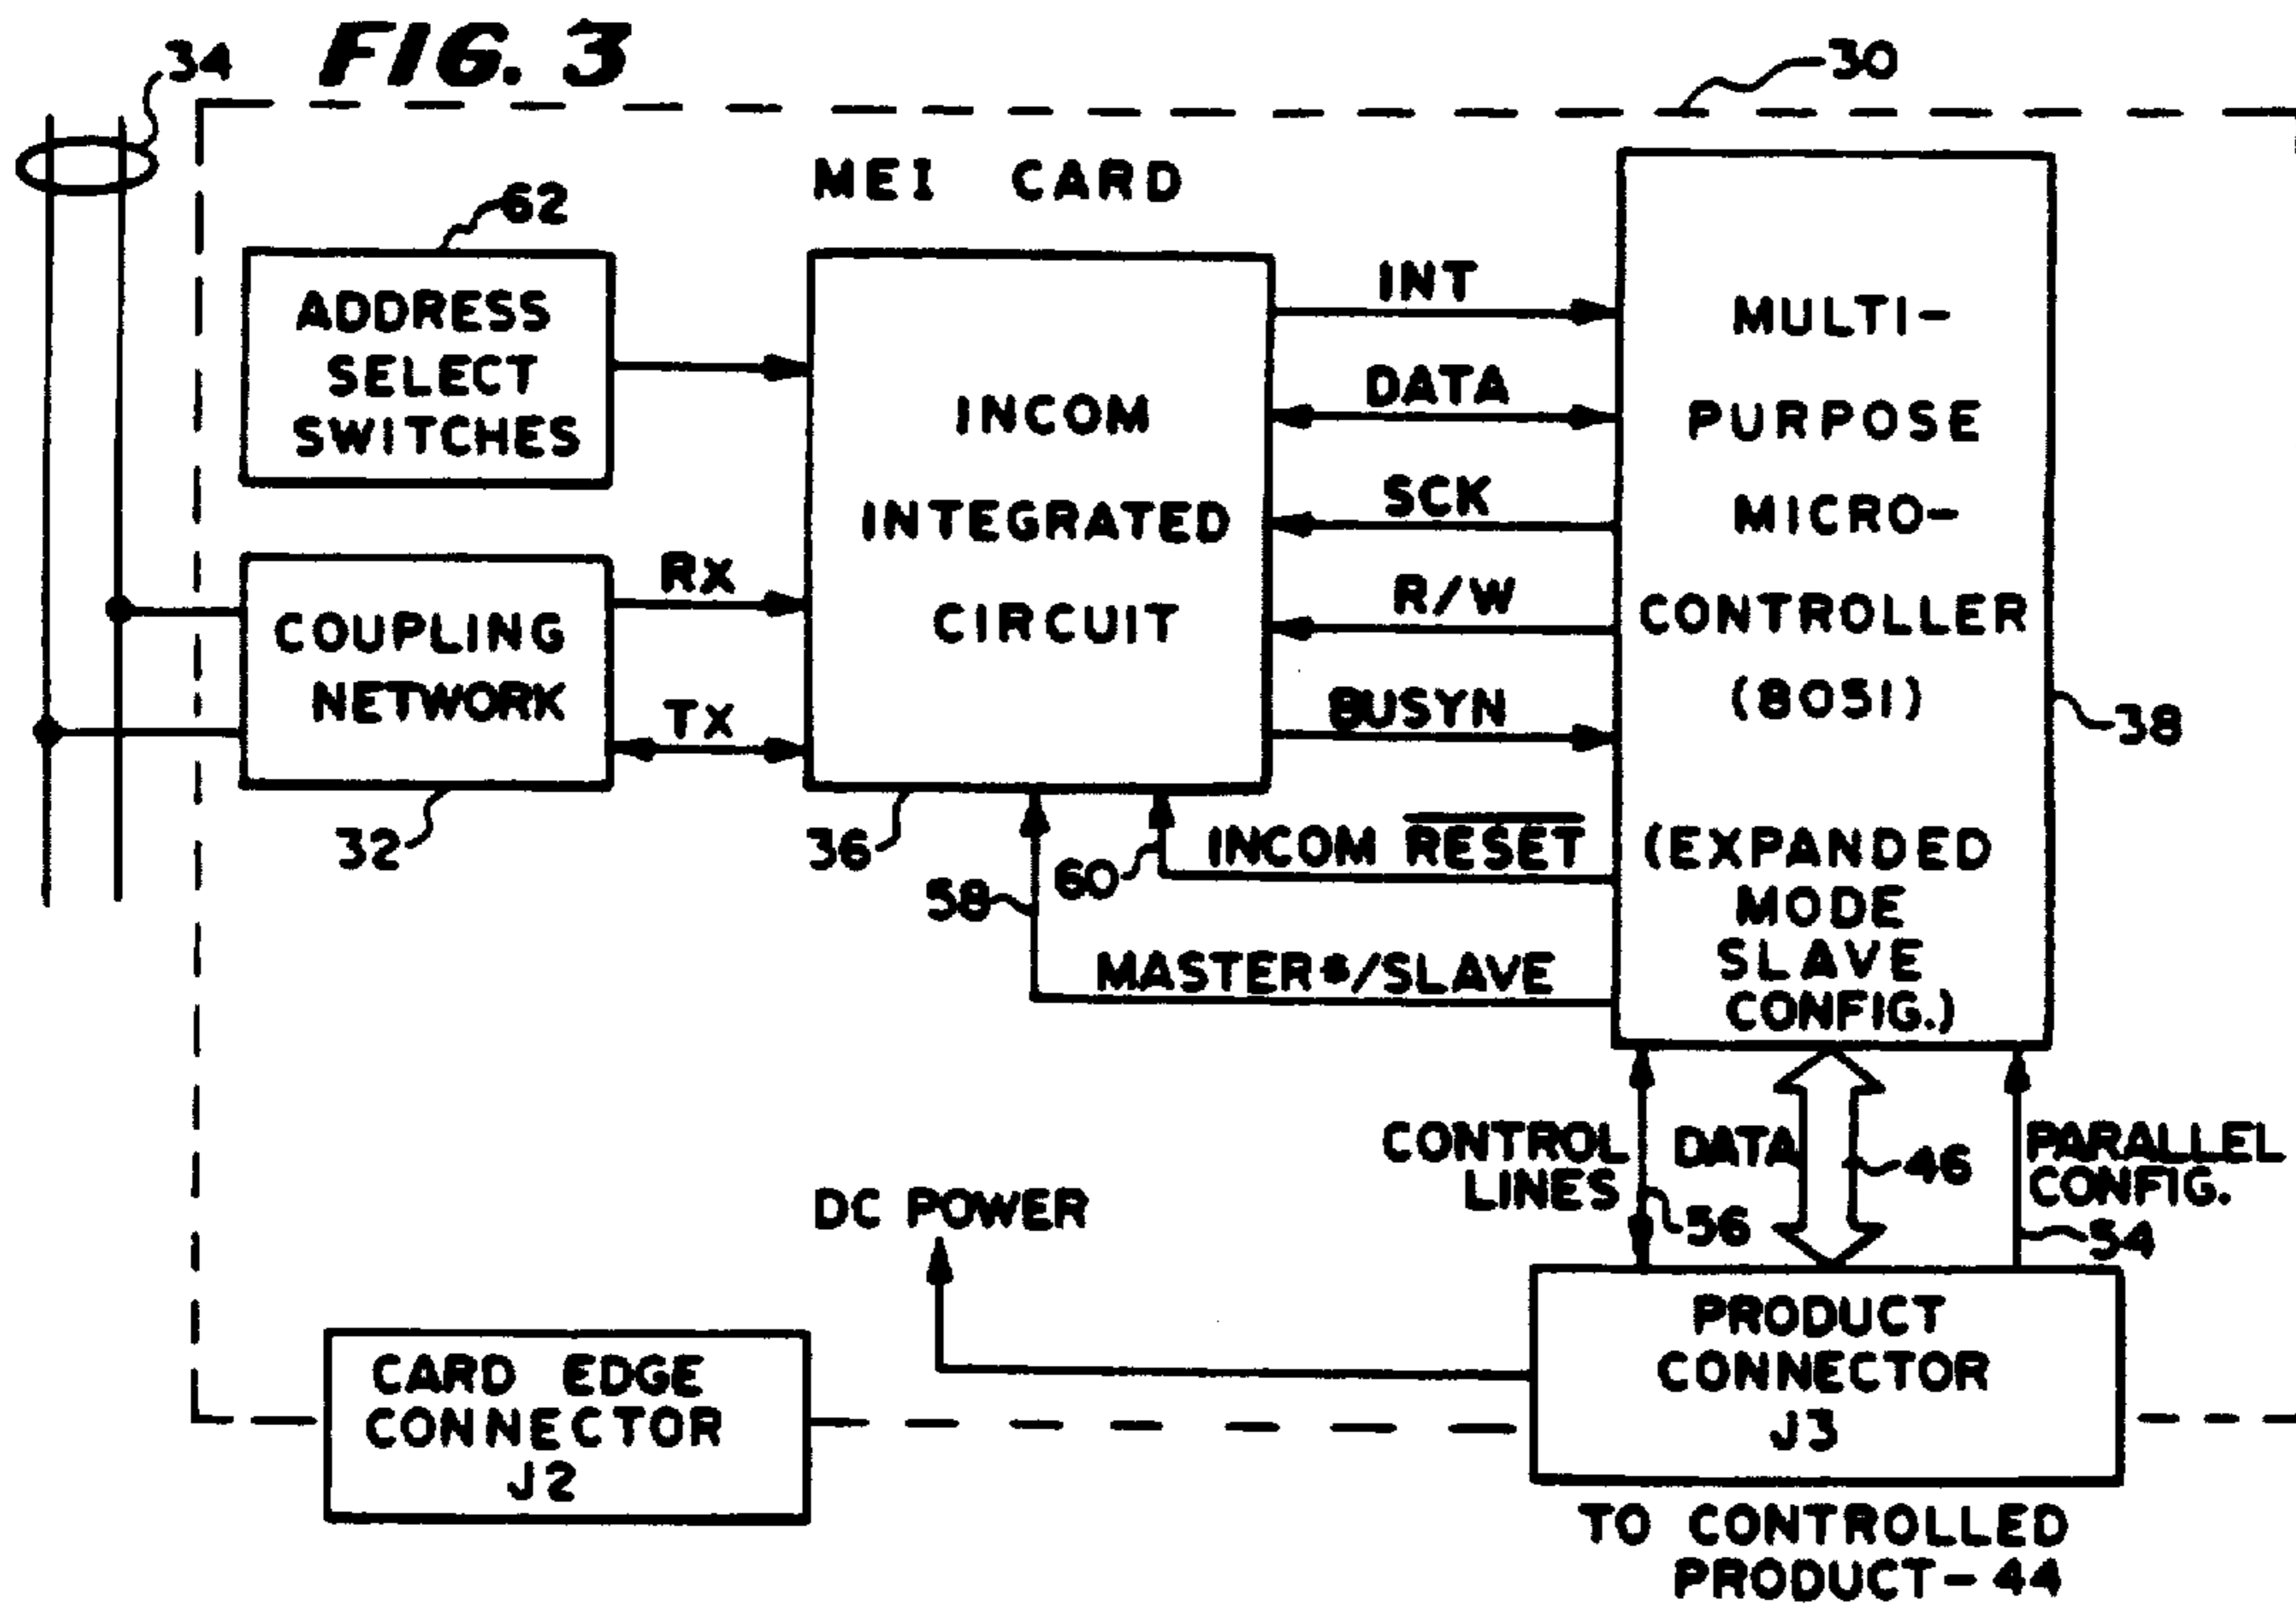 FIG. 3
34
30
MEI CARD
62
ADDRESS
SELECT
SWITCHES
COUPLING
NETWORK
32
RX
TX
INCOM
INTEGRATED
CIRCUIT
36
INT
DATA
SCK
R/W
BUSYN
INCOM RESET
60
58
MASTER*/SLAVE
MULTI-
PURPOSE
MICRO-
CONTROLLER
(8051)
(EXPANDED
MODE
SLAVE
CONFIG.)
38
CONTROL
LINES
56
DATA
46
PARALLEL
CONFIG.
54
DC POWER
CARD EDGE
CONNECTOR
J2
PRODUCT
CONNECTOR
J3
TO CONTROLLED
PRODUCT-44